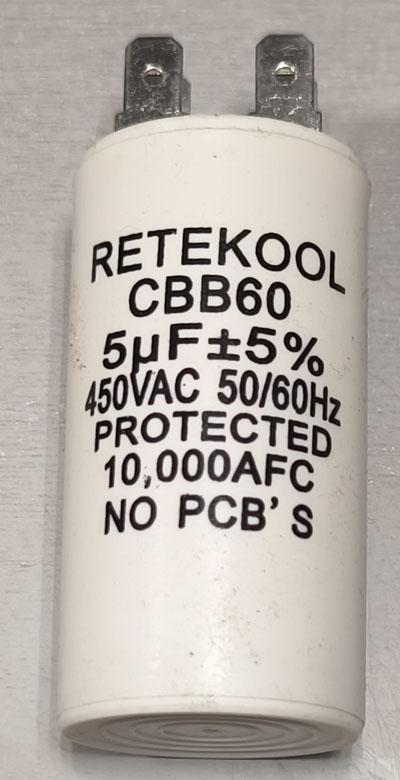 RETEKOOL
CBB60
5µF±5%
450VAC 50/60Hz
PROTECTED
10,000AFC
NO PCB'S